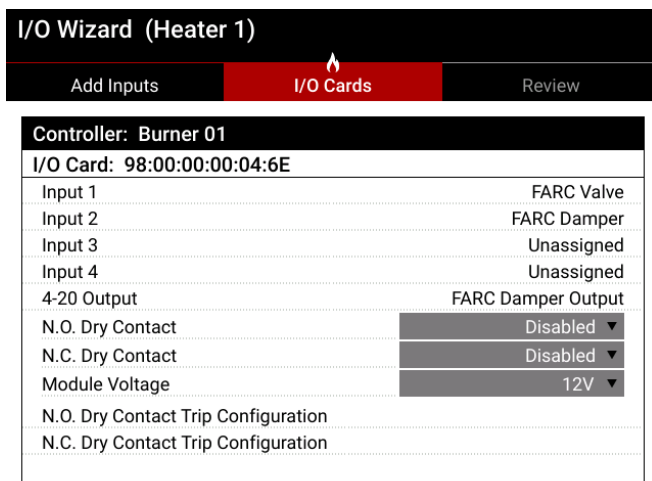 I/O Wizard (Heater 1)
Add Inputs I/O Cards Review
Controller: Burner 01
I/O Card: 98:00:00:00:04:6E
Input 1 FARC Valve
Input 2 FARC Damper
Input 3 Unassigned
Input 4 Unassigned
4-20 Output FARC Damper Output
N.O. Dry Contact Disabled ▼
N.C. Dry Contact Disabled ▼
Module Voltage 12V ▼
N.O. Dry Contact Trip Configuration
N.C. Dry Contact Trip Configuration